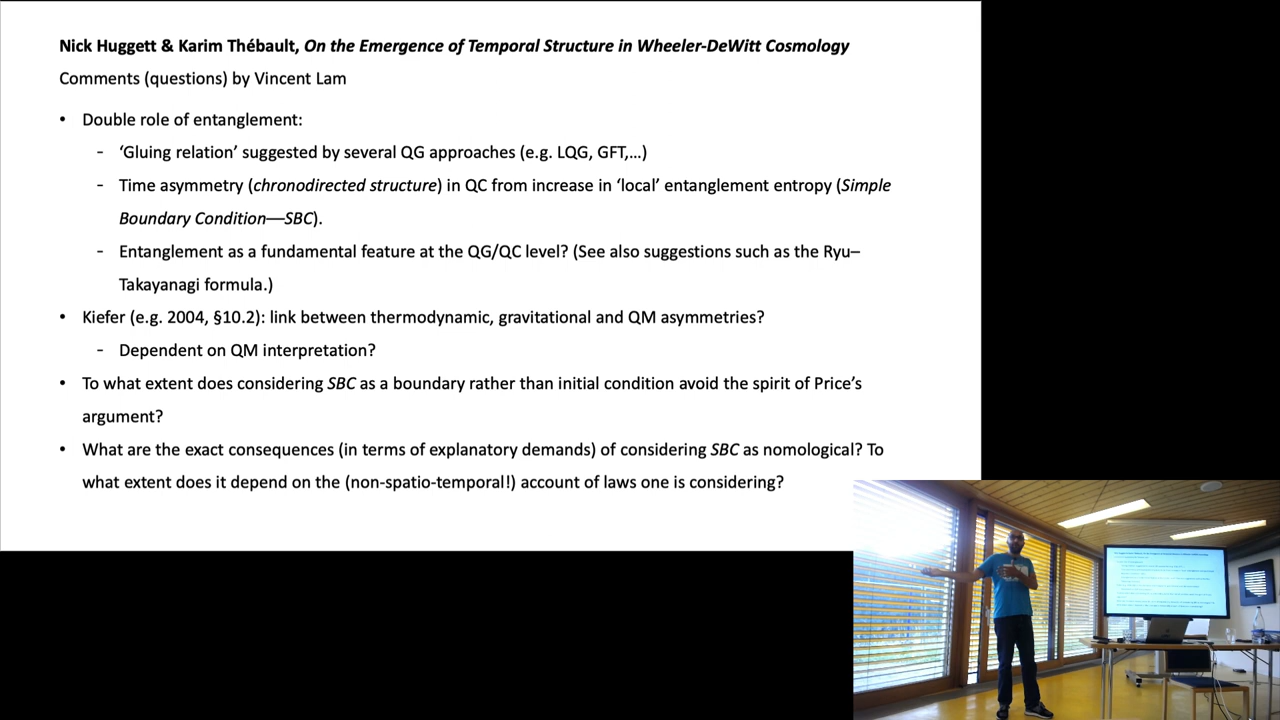 Nick Huggett & Karim Thébault, On the Emergence of Temporal Structure in Wheeler-DeWitt Cosmology
Comments (questions) by Vincent Lam
• Double role of entanglement:
- ‘Gluing relation’ suggested by several QG approaches (e.g. LQG, GFT,...)
- Time asymmetry (chronodirected structure) in QC from increase in ‘local’ entanglement entropy (Simple
Boundary Condition—SBC).
- Entanglement as a fundamental feature at the QG/QC level? (See also suggestions such as the Ryu–
Takayanagi formula.)
• Kiefer (e.g. 2004, §10.2): link between thermodynamic, gravitational and QM asymmetries?
- Dependent on QM interpretation?
• To what extent does considering SBC as a boundary rather than initial condition avoid the spirit of Price’s
argument?
• What are the exact consequences (in terms of explanatory demands) of considering SBC as nomological? To
what extent does it depend on the (non-spatio-temporal!) account of laws one is considering?